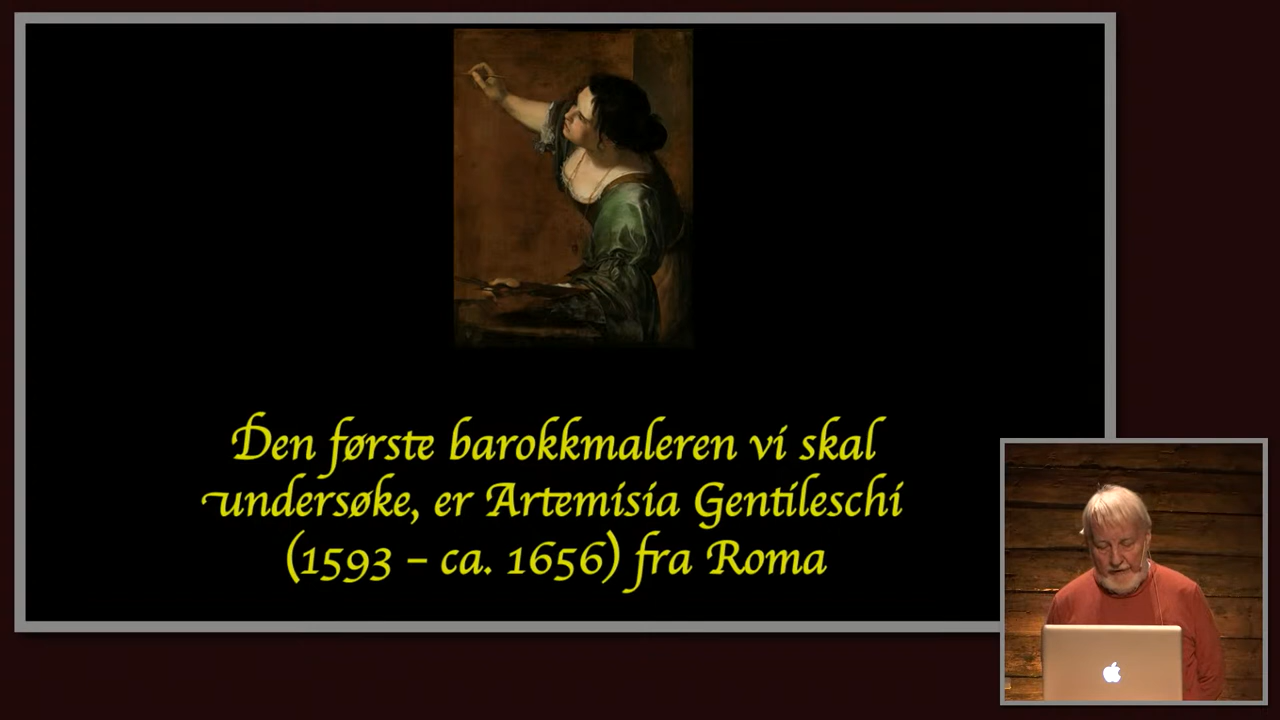 Den første barokkmaleren vi skal
undersøke, er Artemisia Gentileschi
(1593 – ca. 1656) fra Roma